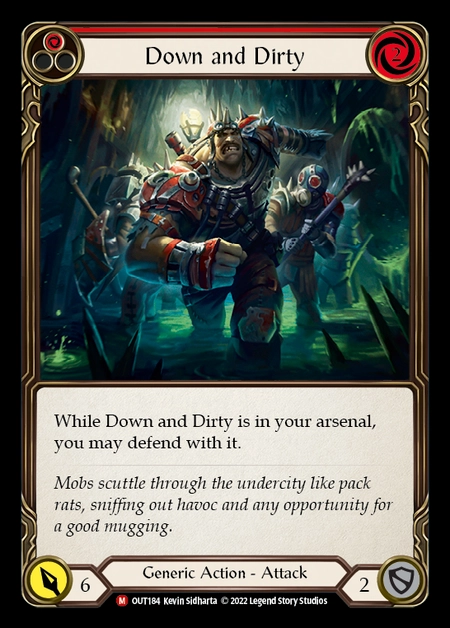 Down and Dirty
2
While Down and Dirty is in your arsenal,
you may defend with it.
Mobs scuttle through the undercity like pack
rats, sniffing out havoc and any opportunity for
a good mugging.
6
Generic Action - Attack
2
M OUT184 Kevin Sidharta © 2022 Legend Story Studios